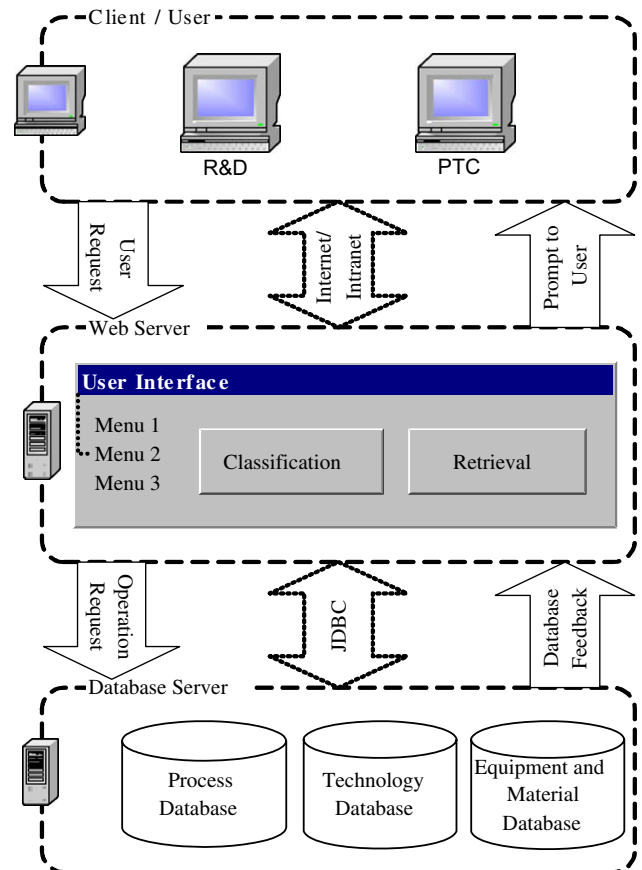 Client / User
R&D
PTC
User
Request
Internet/
Intranet
Prompt to
User
Web Server
User Interface
Menu 1
Menu 2
Menu 3
Classification
Retrieval
Operation
Request
JDBC
Database
Feedback
Database Server
Process
Database
Technology
Database
Equipment and
Material
Database